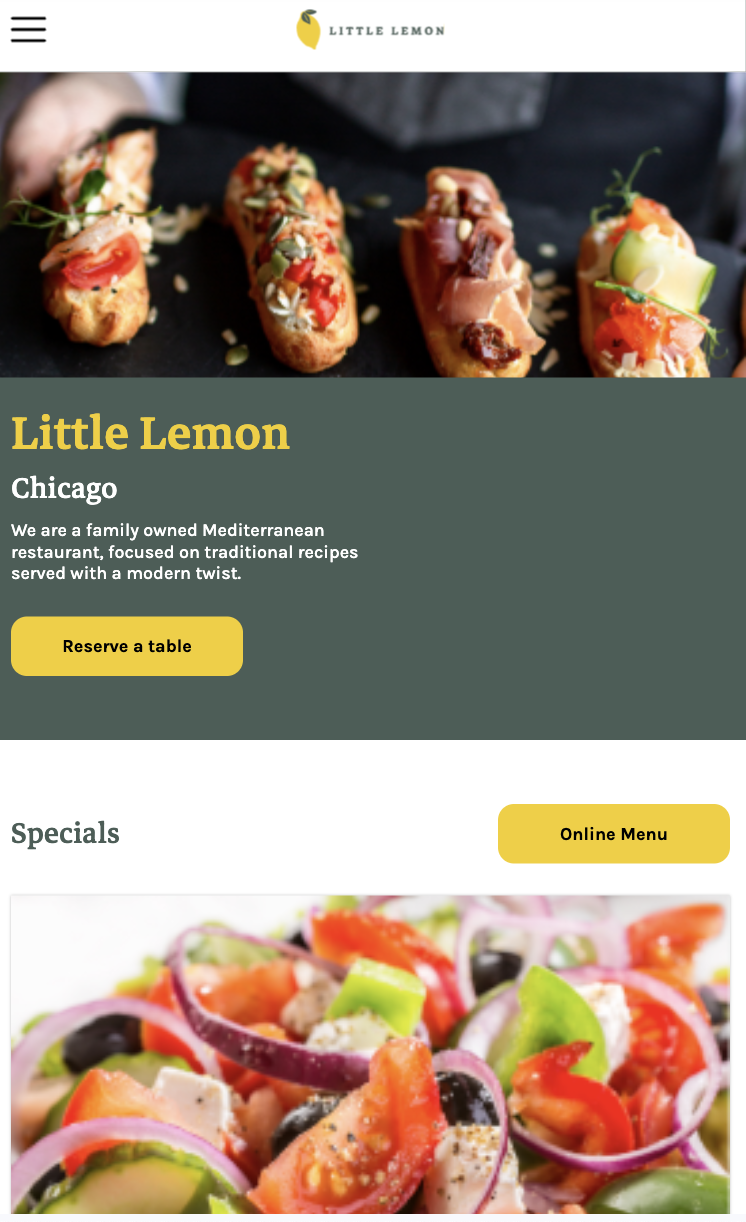 LITTLE LEMON
Little Lemon
Chicago
We are a family owned Mediterranean
restaurant, focused on traditional recipes
served with a modern twist.
Reserve a table
Specials
Online Menu